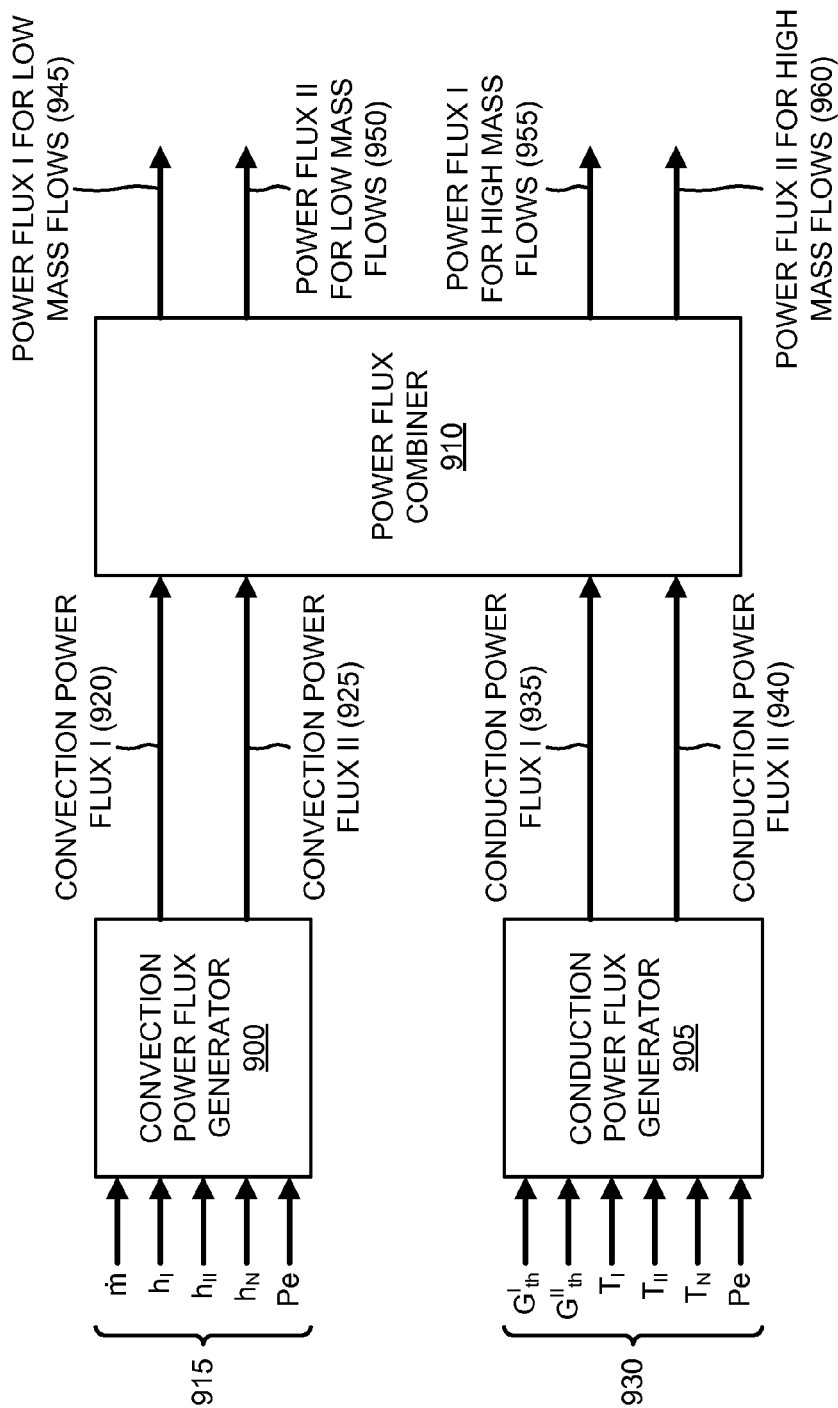 915
ṁ
h_I
h_II
h_N
Pe
CONVECTION
POWER FLUX
GENERATOR
900
CONVECTION POWER
FLUX I (920)
CONVECTION POWER
FLUX II (925)
930
G^I_th
G^II_th
T_I
T_II
T_N
Pe
CONDUCTION
POWER FLUX
GENERATOR
905
CONDUCTION POWER
FLUX I (935)
CONDUCTION POWER
FLUX II (940)
POWER FLUX
COMBINER
910
POWER FLUX I FOR LOW
MASS FLOWS (945)
POWER FLUX II
FOR LOW MASS
FLOWS (950)
POWER FLUX I
FOR HIGH MASS
FLOWS (955)
POWER FLUX II FOR HIGH
MASS FLOWS (960)